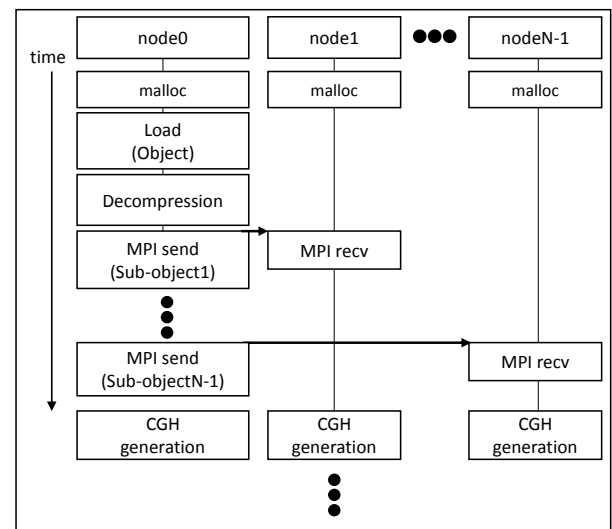 node0
node1
nodeN-1
time
malloc
malloc
malloc
Load
(Object)
Decompression
MPI send
(Sub-object1)
MPI recv
MPI send
(Sub-objectN-1)
MPI recv
CGH
generation
CGH
generation
CGH
generation